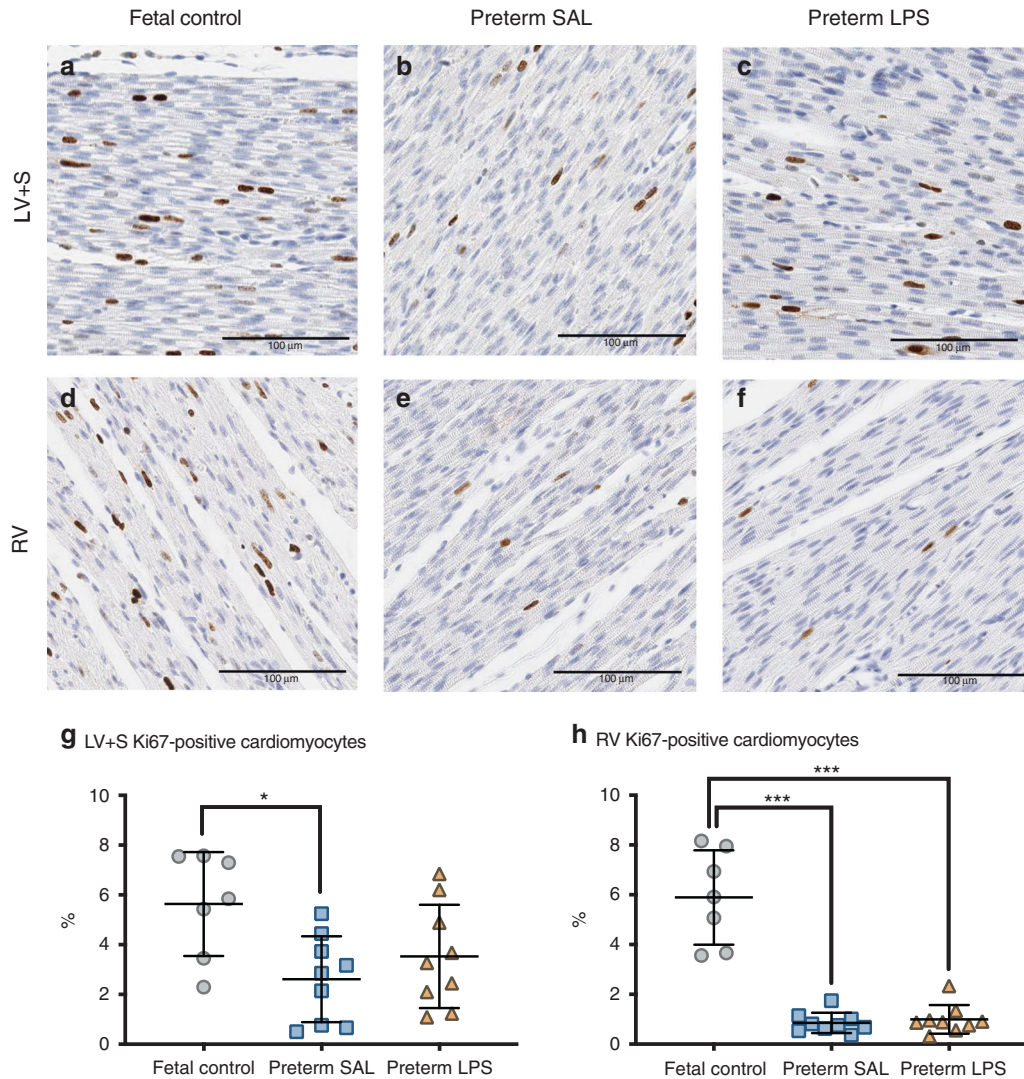 Fetal control Preterm SAL Preterm LPS
LV+S
a b c
100 μm 100 μm 100 μm
RV
d e f
100 μm 100 μm 100 μm
g LV+S Ki67-positive cardiomyocytes
10
8
6
4
2
0
%
*
Fetal control Preterm SAL Preterm LPS
h RV Ki67-positive cardiomyocytes
10
8
6
4
2
0
%
***
***
Fetal control Preterm SAL Preterm LPS